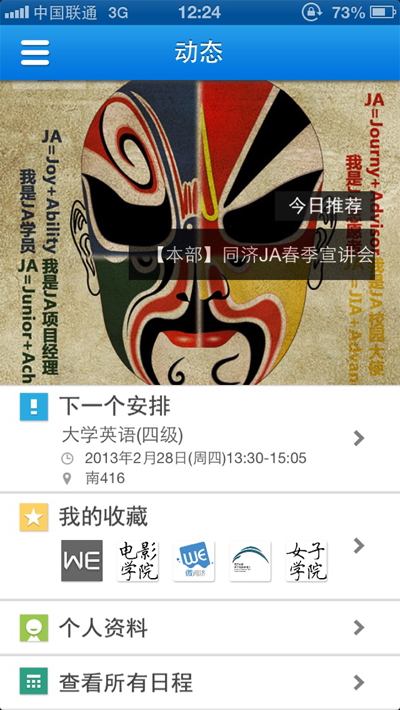 中国联通 3G 12:24 73%
动态
JA=Joy+Ability
我是JA学员
我是JA项目经理
JA=Junior+Ach
JA=Journy+Advisor
今日推荐
【本部】同济JA春季宣讲会
JA校园大使
下一个安排
大学英语(四级)
2013年2月28日(周四)13:30-15:05
南416
我的收藏
WE
电影
学院
WE
女子
学院
个人资料
查看所有日程